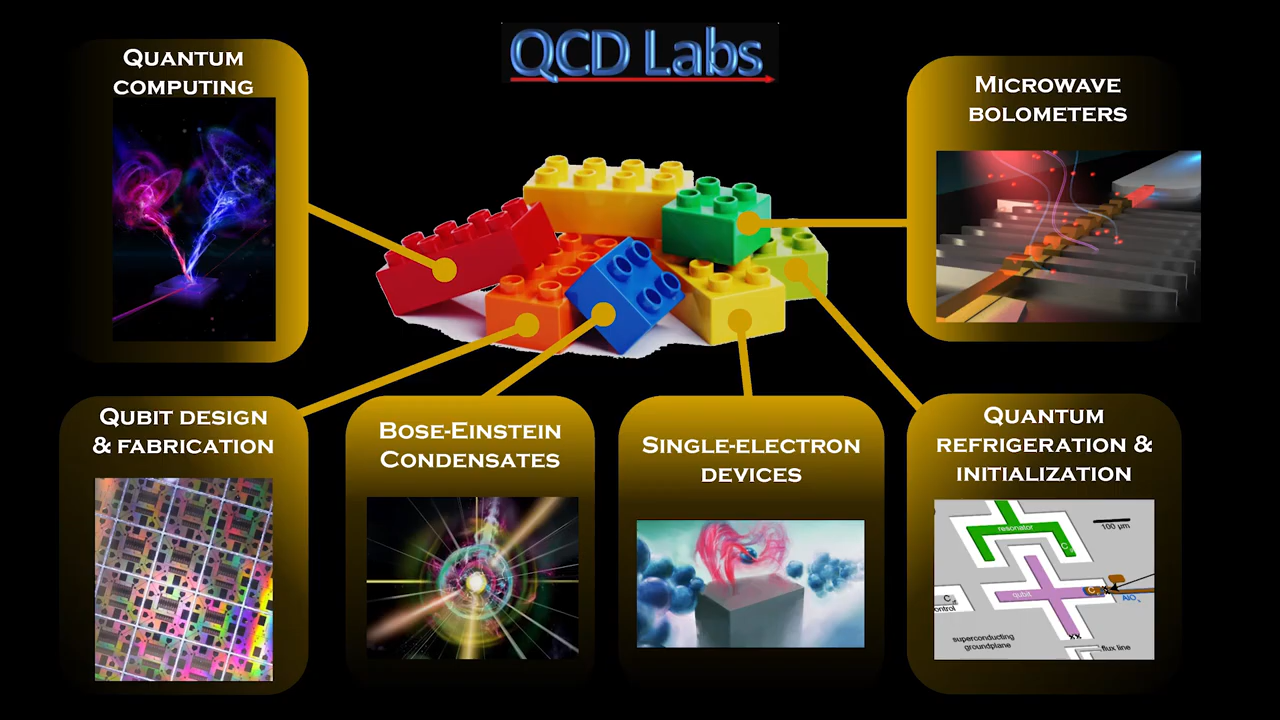 QCD Labs
QUANTUM
COMPUTING
MICROWAVE
BOLOMETERS
QUBIT DESIGN
& FABRICATION
BOSE-EINSTEIN
CONDENSATES
SINGLE-ELECTRON
DEVICES
QUANTUM
REFRIGERATION &
INITIALIZATION
resonator
100 µm
qubit
AlOₓ
superconducting
groundplane
flux line